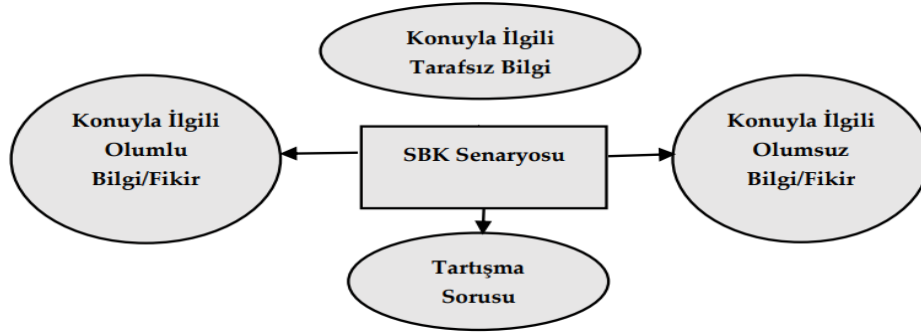 Konuyla İlgili
Tarafsız Bilgi
Konuyla İlgili
Olumlu
Bilgi/Fikir
SBK Senaryosu
Konuyla İlgili
Olumsuz
Bilgi/Fikir
Tartışma
Sorusu